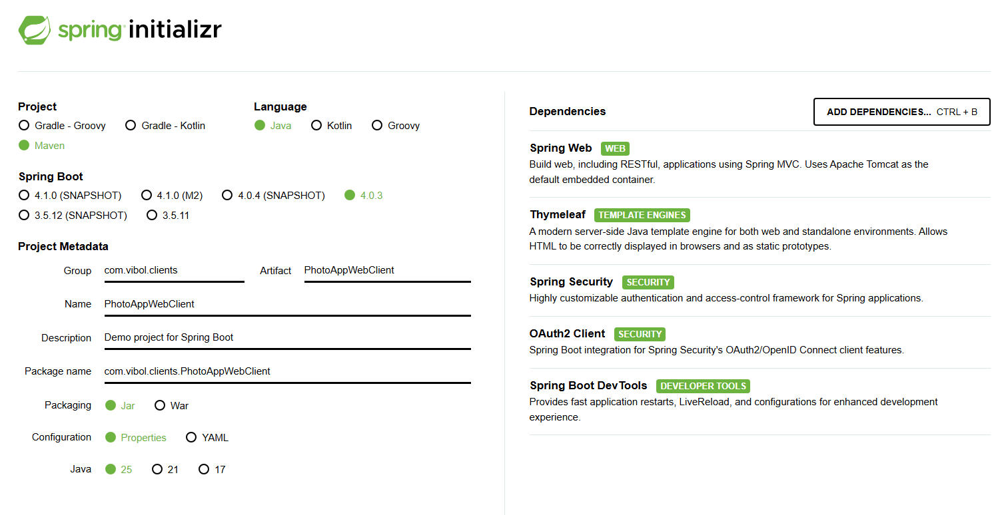 spring initializr
Project
Gradle - Groovy Gradle - Kotlin
Maven
Language
Java Kotlin Groovy
Spring Boot
4.1.0 (SNAPSHOT) 4.1.0 (M2) 4.0.4 (SNAPSHOT) 4.0.3
3.5.12 (SNAPSHOT) 3.5.11
Project Metadata
Group com.vibol.clients Artifact PhotoAppWebClient
Name PhotoAppWebClient
Description Demo project for Spring Boot
Package name com.vibol.clients.PhotoAppWebClient
Packaging Jar War
Configuration Properties YAML
Java 25 21 17
Dependencies ADD DEPENDENCIES... CTRL + B
Spring Web WEB
Build web, including RESTful, applications using Spring MVC. Uses Apache Tomcat as the
default embedded container.
Thymeleaf TEMPLATE ENGINES
A modern server-side Java template engine for both web and standalone environments. Allows
HTML to be correctly displayed in browsers and as static prototypes.
Spring Security SECURITY
Highly customizable authentication and access-control framework for Spring applications.
OAuth2 Client SECURITY
Spring Boot integration for Spring Security's OAuth2/OpenID Connect client features.
Spring Boot DevTools DEVELOPER TOOLS
Provides fast application restarts, LiveReload, and configurations for enhanced development
experience.